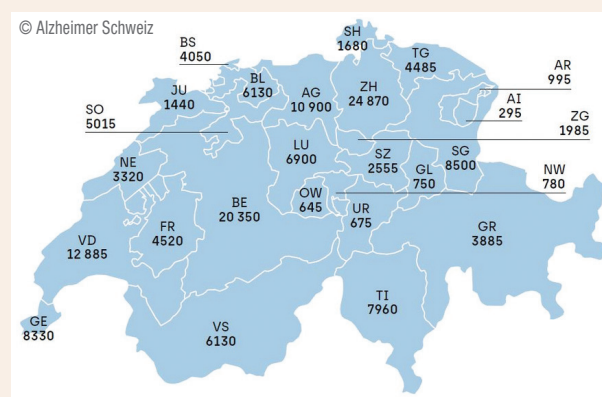 © Alzheimer Schweiz
SH
1680
BS
4050
TG
4485
AR
995
BL
6130
ZH
24 870
JU
1440
AG
10 900
AI
295
SO
5015
ZG
1985
LU
6900
SZ
2555
SG
8500
NE
3320
GL
750
NW
780
OW
645
BE
20 350
UR
675
FR
4520
GR
3885
VD
12 885
TI
7960
GE
8330
VS
6130